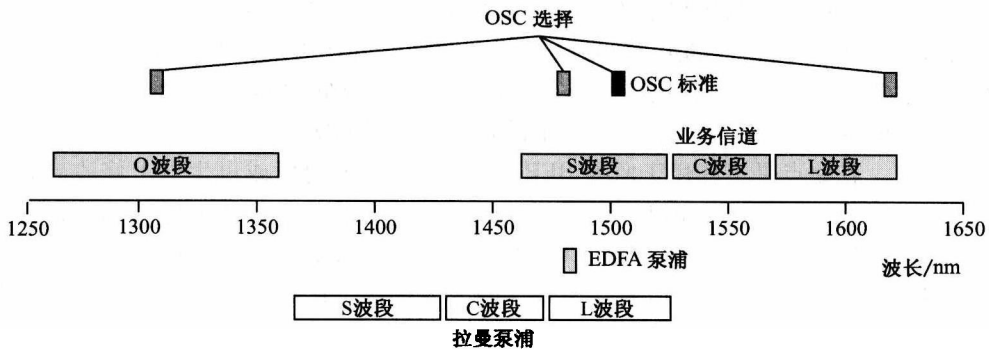 OSC 选择
OSC 标准
业务信道
O波段
S波段
C波段
L波段
1250
1300
1350
1400
1450
1500
1550
1600
1650
EDFA 泵浦
波长/nm
S波段
C波段
L波段
拉曼泵浦